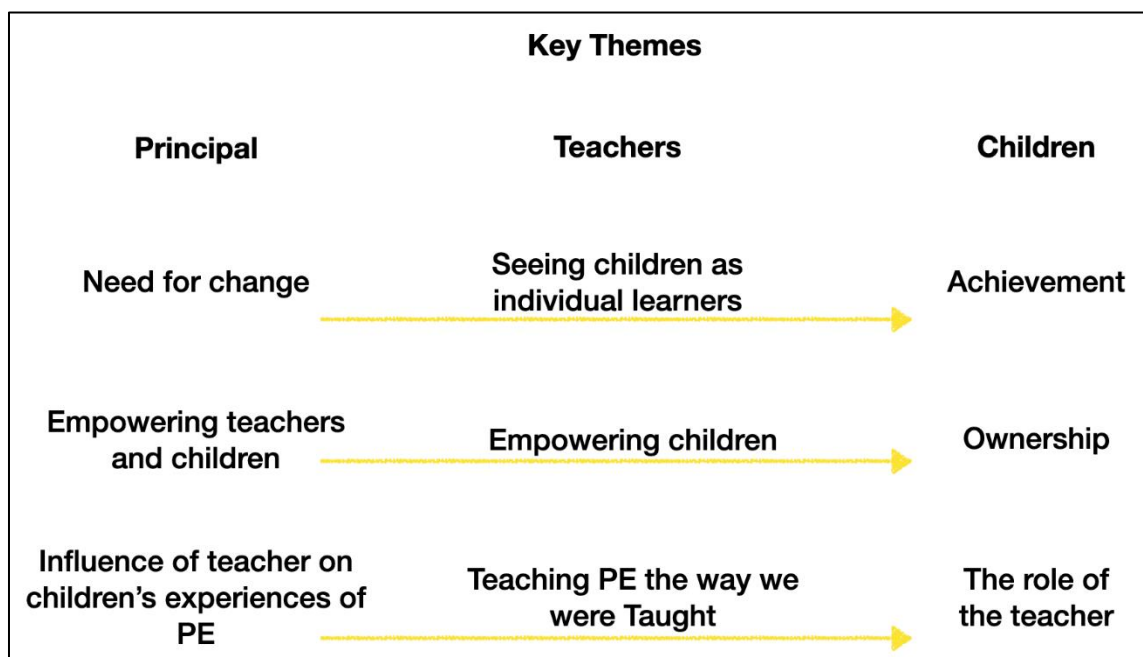 Key Themes
Principal
Teachers
Children
Need for change
Seeing children as
individual learners
Achievement
Empowering teachers
and children
Empowering children
Ownership
Influence of teacher on
children's experiences of
PE
Teaching PE the way we
were Taught
The role of
the teacher